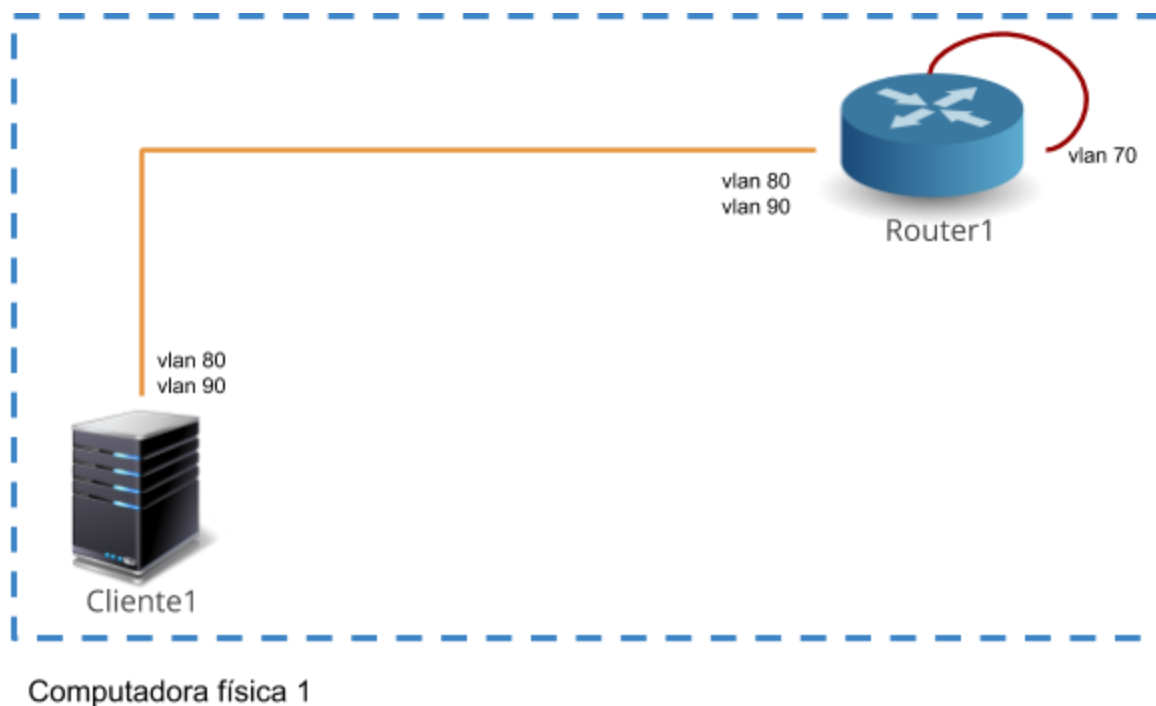 vlan 70
vlan 80
vlan 90
Router1
vlan 80
vlan 90
Cliente1
Computadora física 1